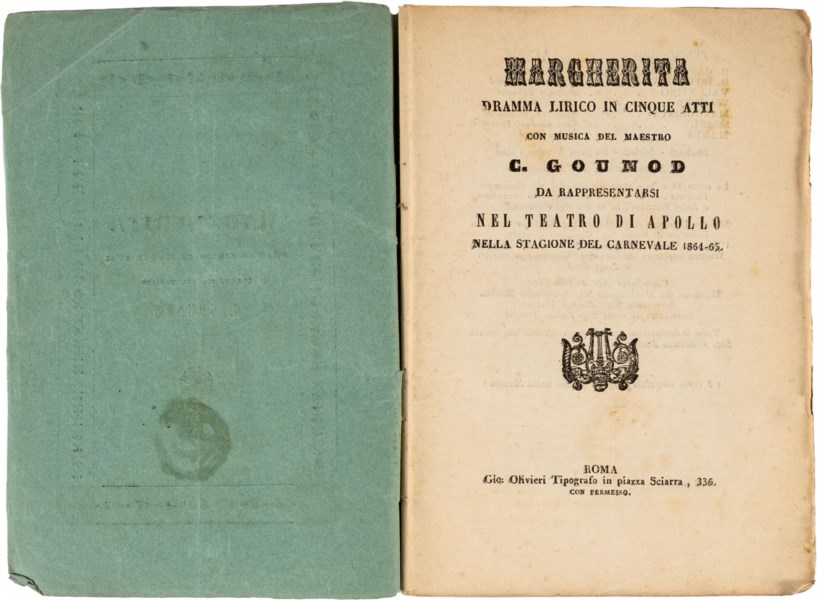 MARGHERITA
DRAMMA LIRICO IN CINQUE ATTI
CON MUSICA DEL MAESTRO
C. GOUNOD
DA RAPPRESENTARSI
NEL TEATRO DI APOLLO
NELLA STAGIONE DEL CARNEVALE 1864-65.
ROMA
Gio: Olivieri Tipografo in piazza Sciarra, 336.
CON PERMESSO.